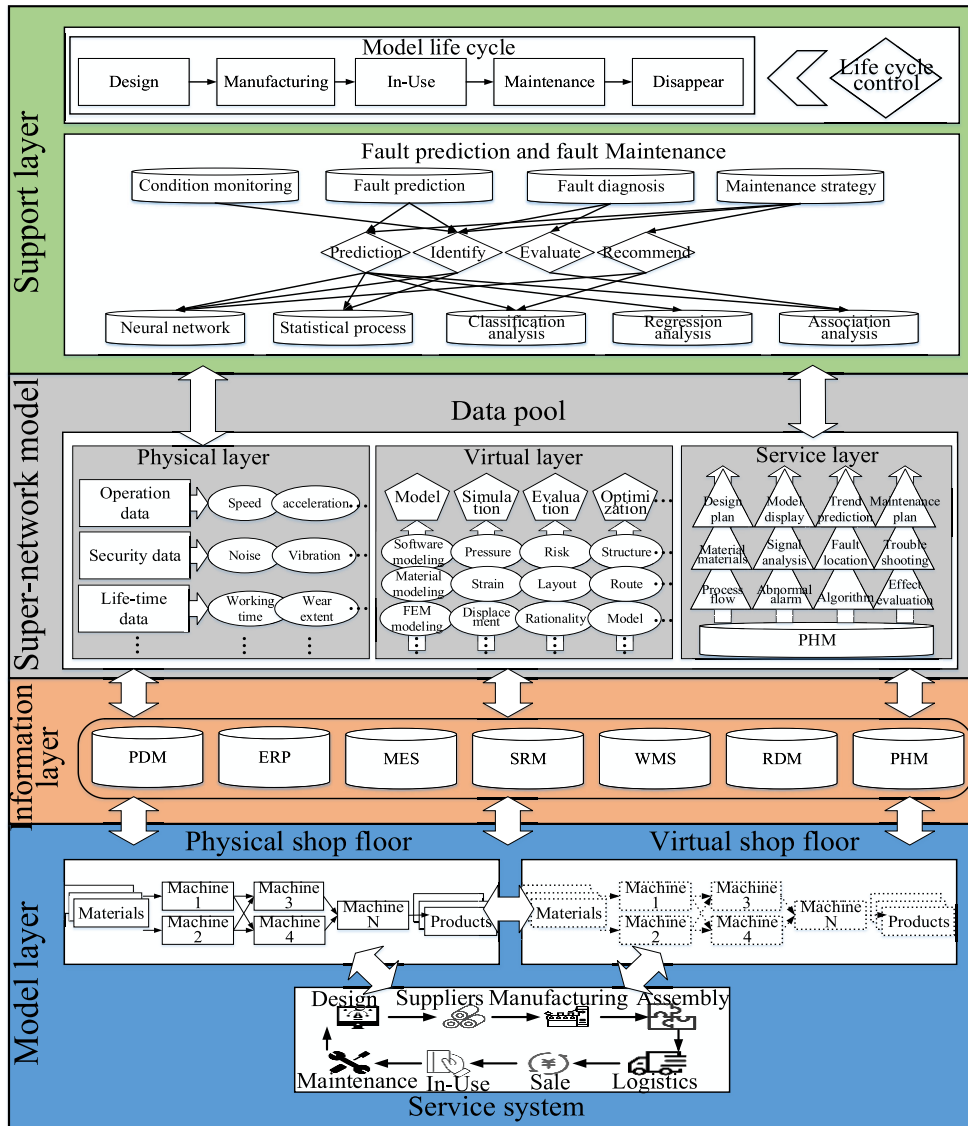 Support layer
Model life cycle
Design
Manufacturing
In-Use
Maintenance
Disappear
Life cycle
control
Fault prediction and fault Maintenance
Condition monitoring
Fault prediction
Fault diagnosis
Maintenance strategy
Prediction
Identify
Evaluate
Recommend
Neural network
Statistical process
Classification
analysis
Regression
analysis
Association
analysis
Super-network model
Data pool
Physical layer
Operation
data
Speed
acceleration
Security data
Noise
Vibration
Life-time
data
Working
time
Wear
extent
Virtual layer
Model
Simula
tion
Evalua
tion
Optimi
zation
Software
modeling
Pressure
Risk
Structure
Material
modeling
Strain
Layout
Route
FEM
modeling
Displace
ment
Rationality
Model
Service layer
Design
plan
Model
display
Trend
prediction
Maintenance
plan
Material
materials
Signal
analysis
Fault
location
Trouble
shooting
Process
flow
Abnormal
alarm
Algorithm
Effect
evaluation
PHM
Information
layer
PDM
ERP
MES
SRM
WMS
RDM
PHM
Model layer
Physical shop floor
Materials
Machine
1
Machine
2
Machine
3
Machine
4
Machine
N
Products
Virtual shop floor
Materials
Machine
1
Machine
2
Machine
3
Machine
4
Machine
N
Products
Design
Suppliers
Manufacturing
Assembly
Maintenance
In-Use
Sale
Logistics
Service system